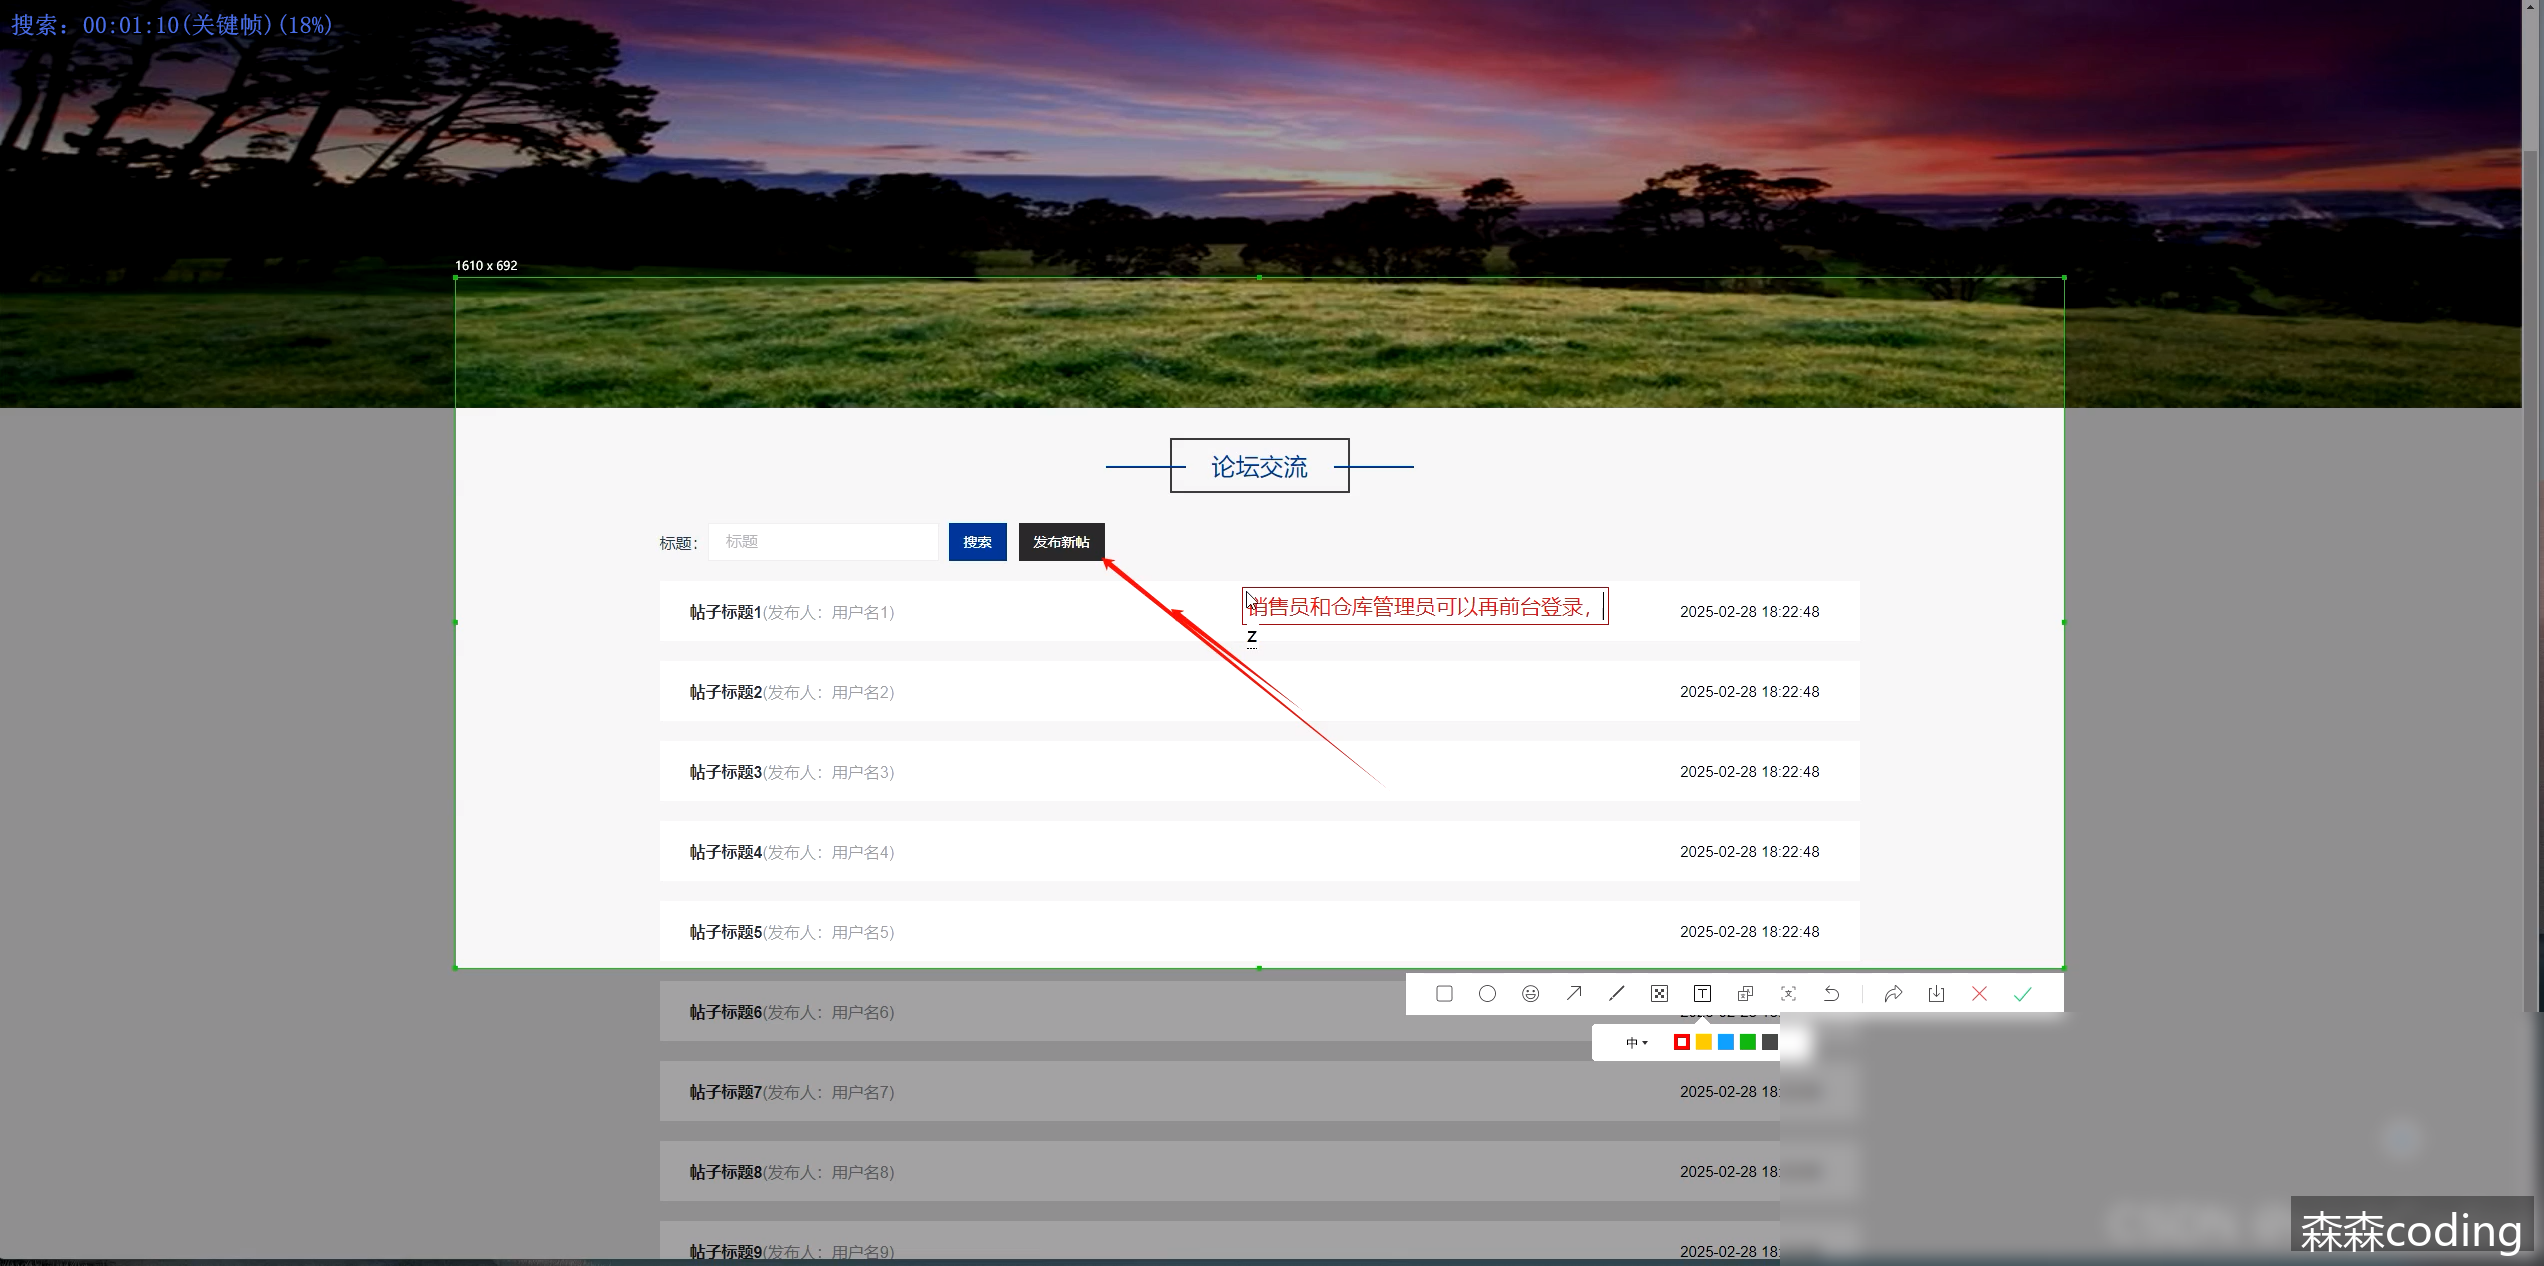 搜索：00:01:10(关键帧)(18%)
1610 x 692
论坛交流
标题： 标题 搜索 发布新帖
帖子标题1(发布人：用户名1) 销售员和仓库管理员可以再前台登录， 2025-02-28 18:22:48
z
帖子标题2(发布人：用户名2) 2025-02-28 18:22:48
帖子标题3(发布人：用户名3) 2025-02-28 18:22:48
帖子标题4(发布人：用户名4) 2025-02-28 18:22:48
帖子标题5(发布人：用户名5) 2025-02-28 18:22:48
帖子标题6(发布人：用户名6)
中
帖子标题7(发布人：用户名7) 2025-02-28 18:
帖子标题8(发布人：用户名8) 2025-02-28 18:
帖子标题9(发布人：用户名9) 2025-02-28 18:
森森coding